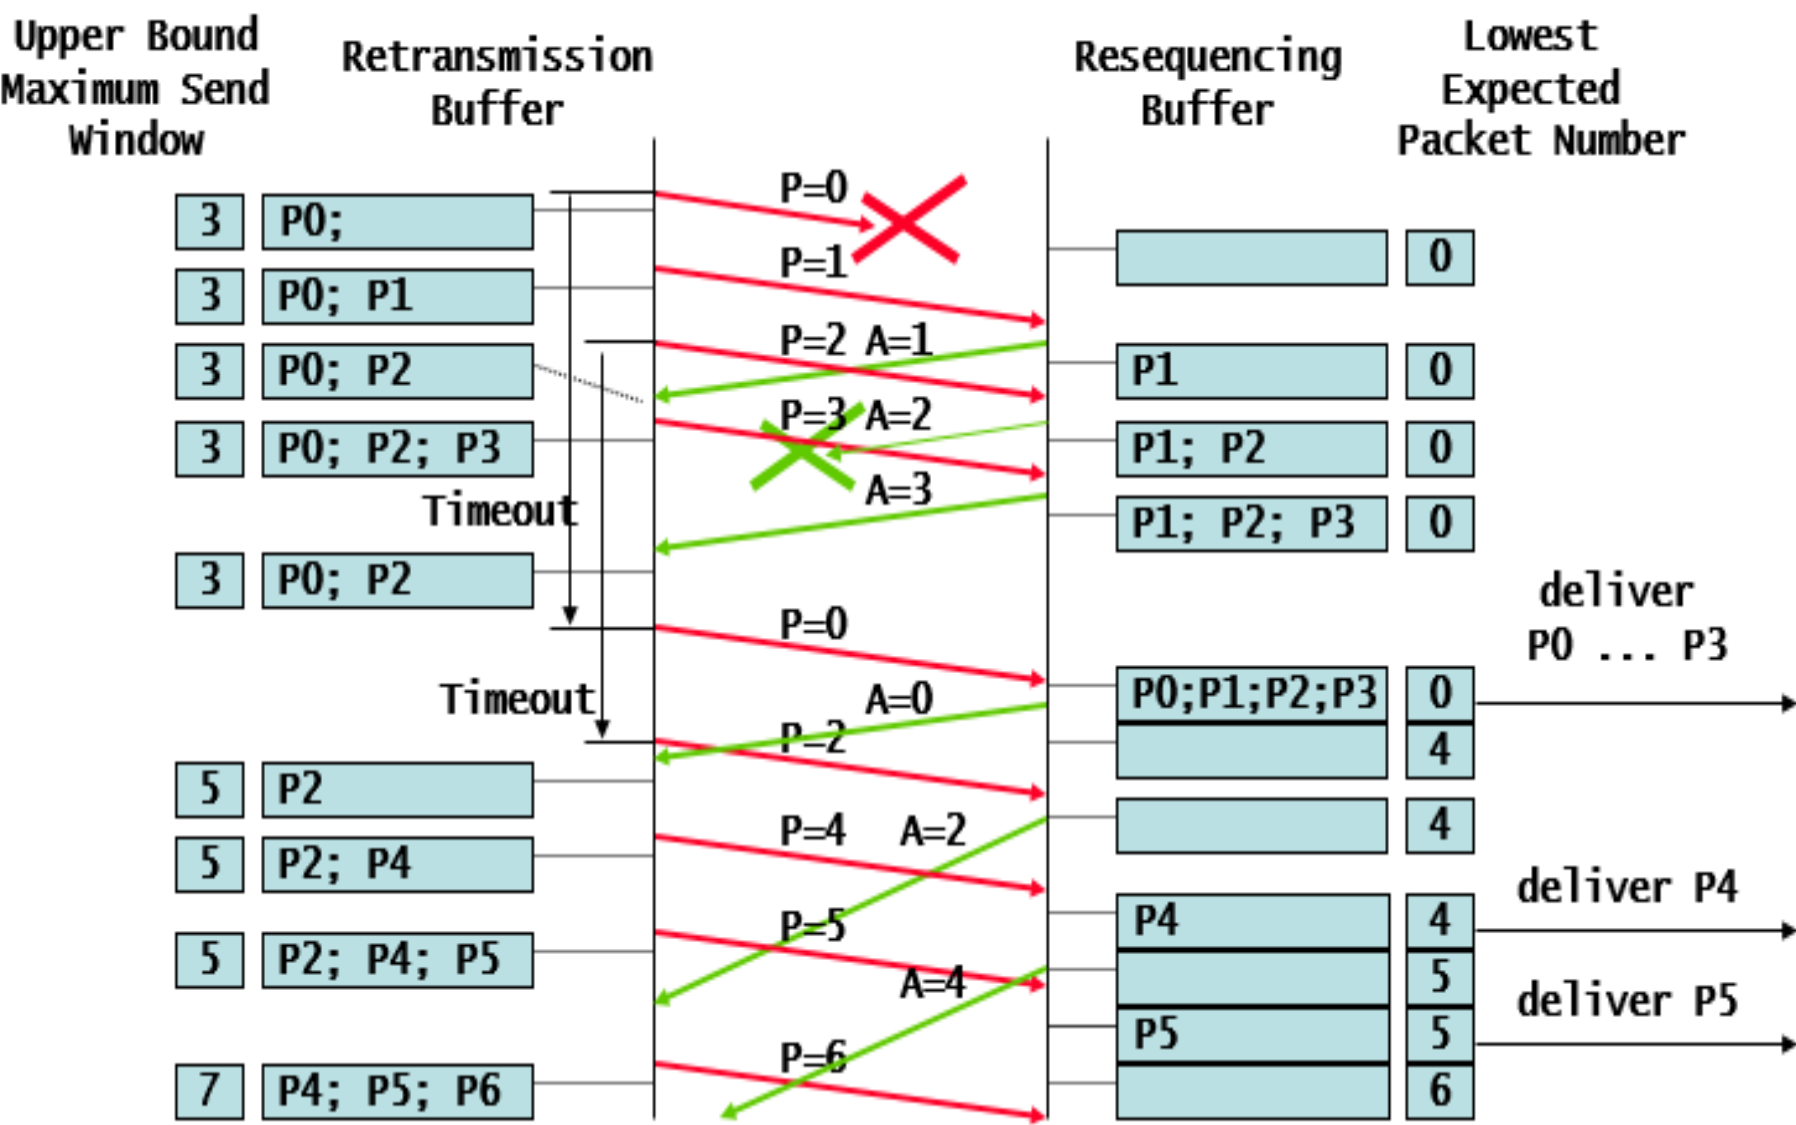 Upper Bound
Maximum Send
Window
Retransmission
Buffer
Resequencing
Buffer
Lowest
Expected
Packet Number
P=0
3 P0;
0
P=1
3 P0; P1
P=2 A=1
3 P0; P2
P1 0
P=3 A=2
3 P0; P2; P3
P1; P2 0
A=3
Timeout
P1; P2; P3 0
3 P0; P2
deliver
P0 ... P3
P=0
P0;P1;P2;P3 0
A=0
Timeout
P=2
4
5 P2
P=4 A=2
4
5 P2; P4
deliver P4
P=5
P4 4
5 P2; P4; P5
A=4
5
deliver P5
P5 5
P=6
7 P4; P5; P6
6